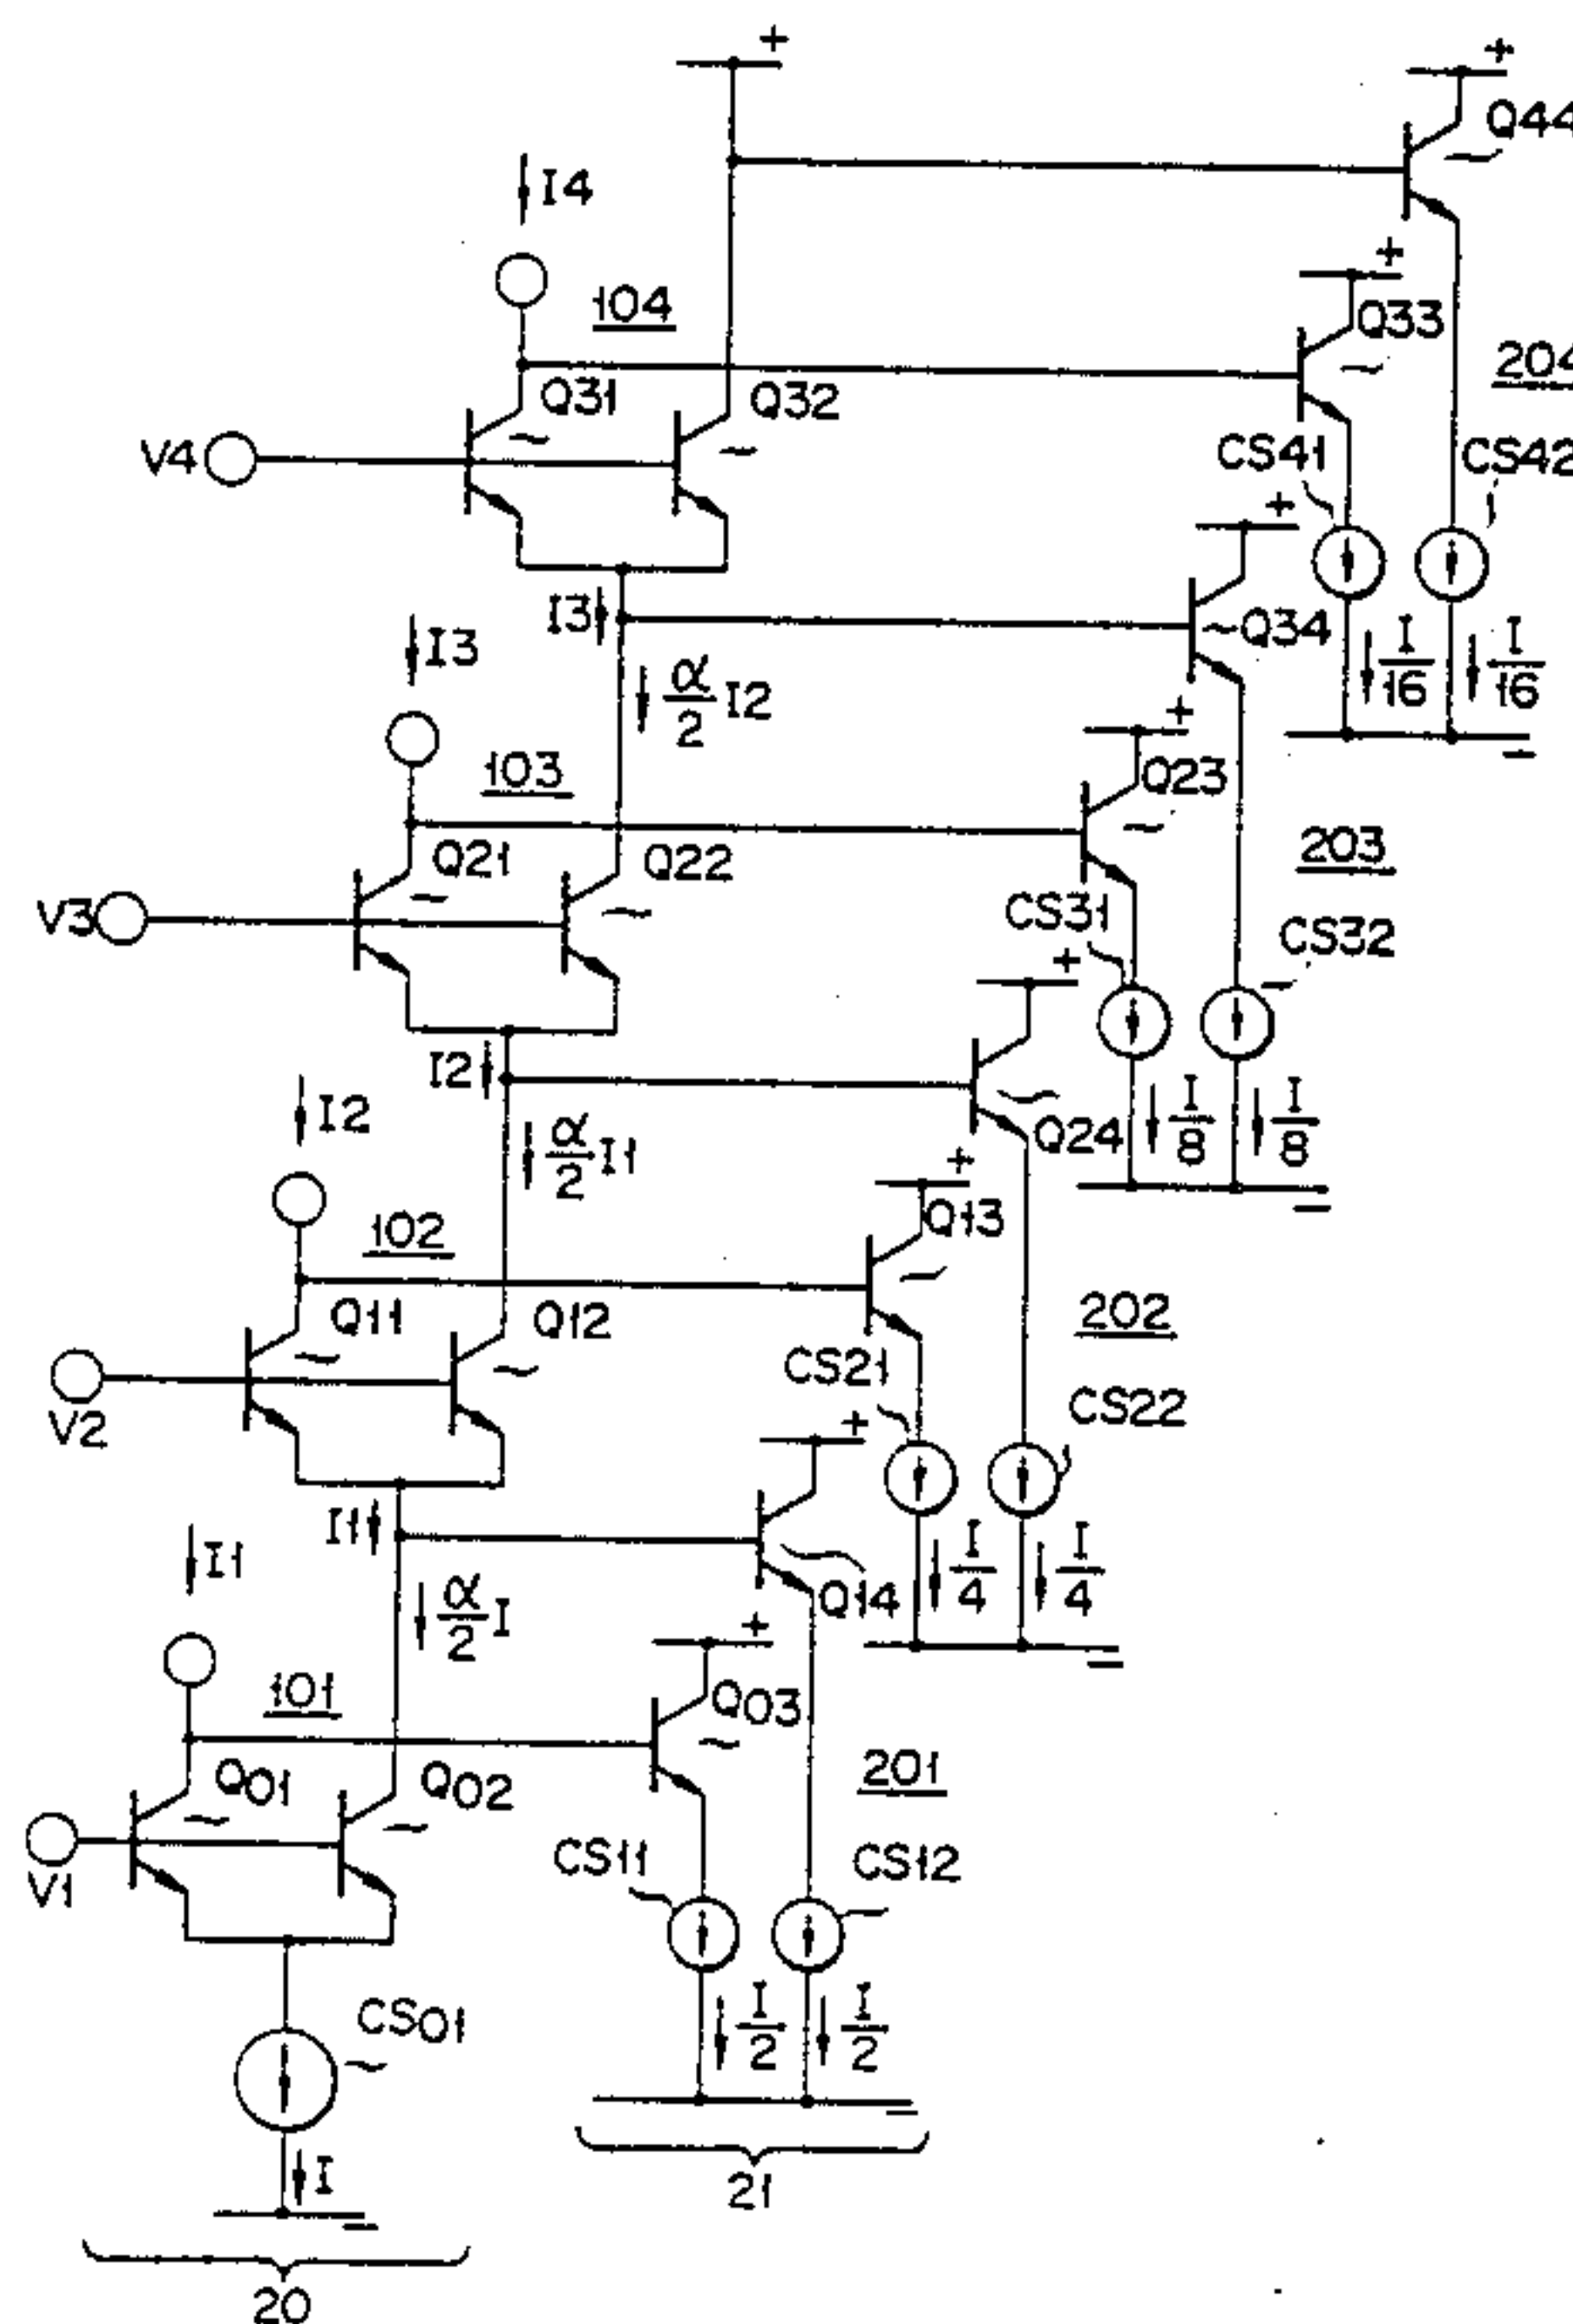 +
+
Q44
I4
+
104
Q33
204
Q31
Q32
V4
CS41
CS42
+
I3
Q34
I3
α/2 I2
I/16
I/16
+
103
Q23
203
Q21
Q22
V3
CS31
CS32
+
I2
I2
α/2 I1
Q24
I/8
I/8
+
−
−
102
Q13
202
Q11
Q12
V2
CS21
CS22
+
I1
I1
α/2 I
Q14
I/4
I/4
+
−
101
Q03
201
Q01
Q02
V1
CS11
CS12
CS01
I/2
I/2
−
I
21
−
20